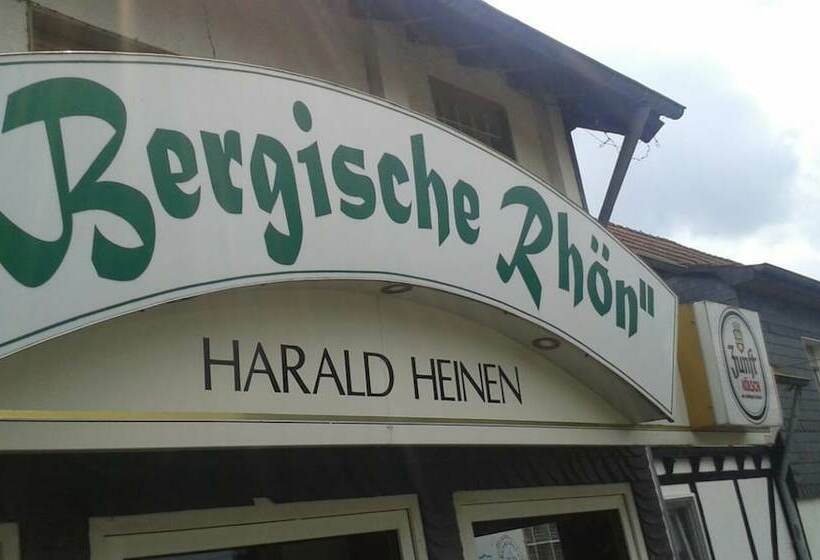 Bergische Rhön"
HARALD HEINEN
Zunft
KÖLSCH